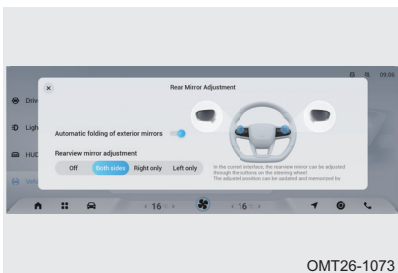 09:06
Rear Mirror Adjustment
Driv
Ligh
Automatic folding of exterior mirrors
HUD
Rearview mirror adjustment
Off Both sides Right only Left only
In the current interface, the rearview mirror can be adjusted
through the buttons on the steering wheel
The adjusted position can be updated and memorized be
Vehi
16 16
OMT26-1073